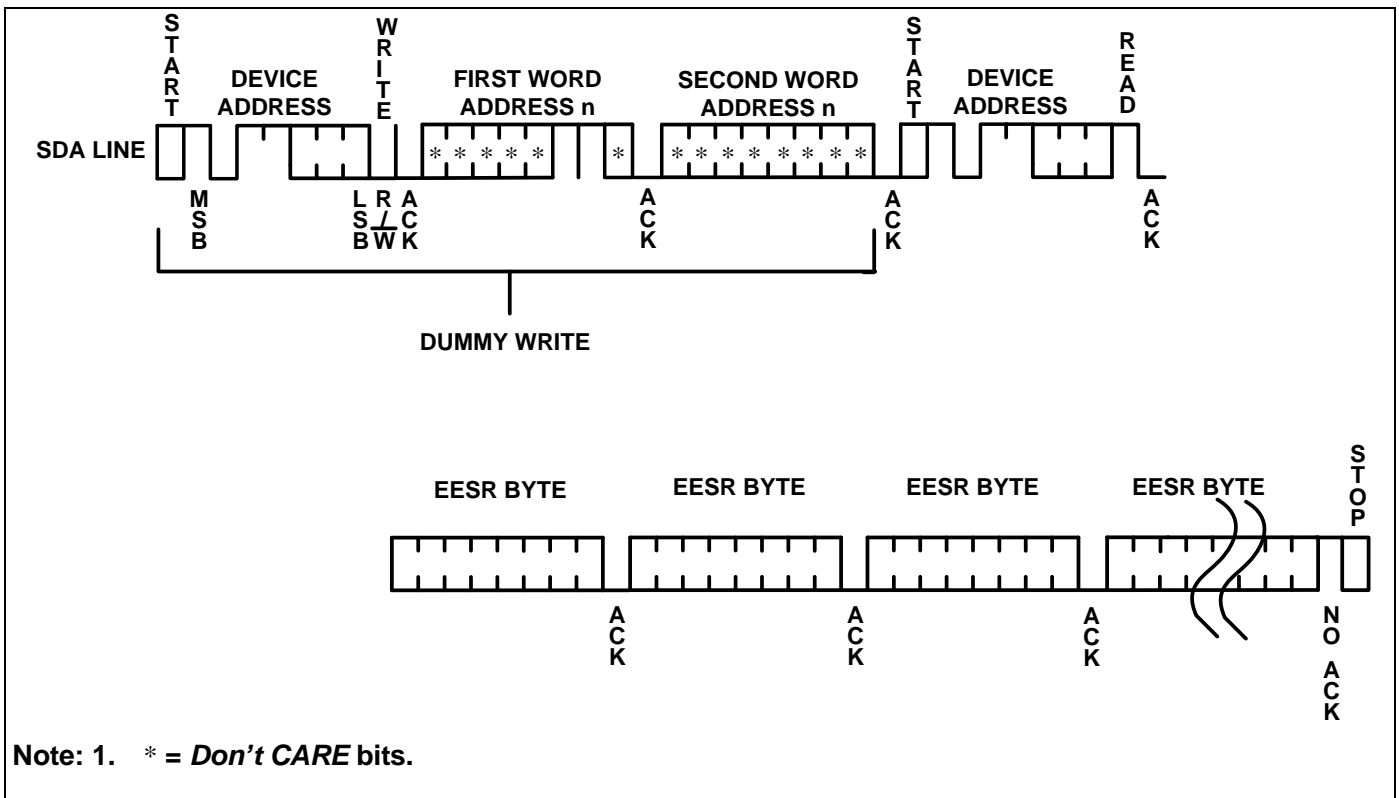 START
WRITE
START
READ
DEVICE
ADDRESS
FIRST WORD
ADDRESS n
SECOND WORD
ADDRESS n
DEVICE
ADDRESS
SDA LINE
* * * * *
*
* * * * * * * *
MSB
LSB
R/W
ACK
ACK
ACK
ACK
DUMMY WRITE
EESR BYTE
EESR BYTE
EESR BYTE
EESR BYTE
STOP
ACK
ACK
ACK
NO ACK
Note: 1. * = Don't CARE bits.